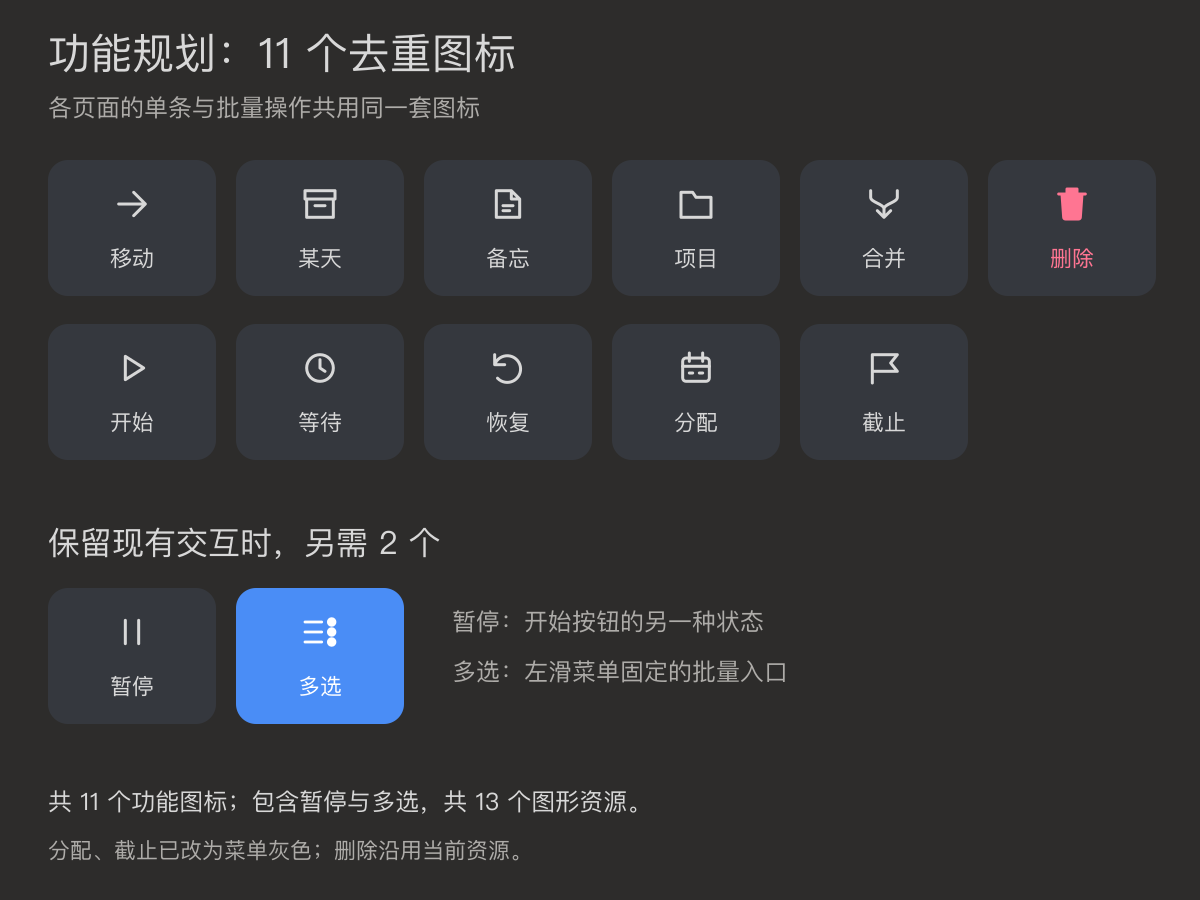 功能规划：11 个去重图标
各页面的单条与批量操作共用同一套图标
移动
某天
备忘
项目
合并
删除
开始
等待
恢复
分配
截止
保留现有交互时，另需 2 个
暂停
多选
暂停：开始按钮的另一种状态
多选：左滑菜单固定的批量入口
共 11 个功能图标；包含暂停与多选，共 13 个图形资源。
分配、截止已改为菜单灰色；删除沿用当前资源。